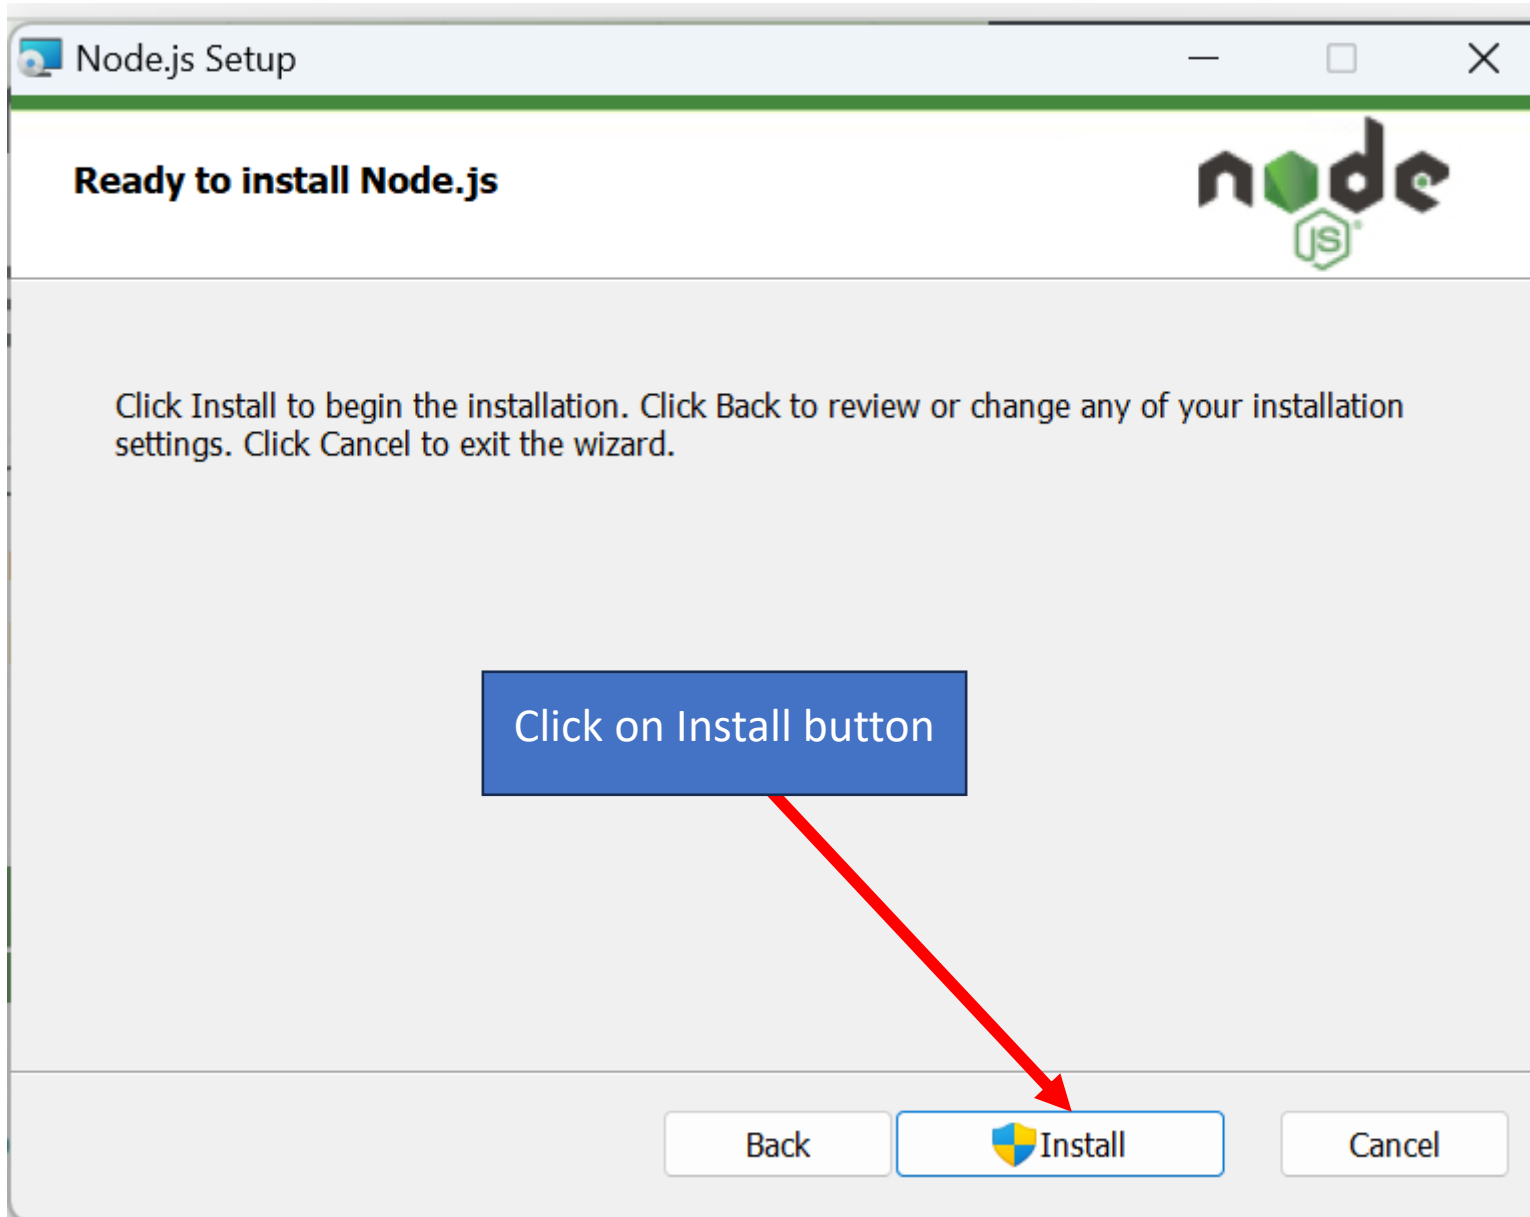 Node.js Setup
Ready to install Node.js
node
JS
Click Install to begin the installation. Click Back to review or change any of your installation
settings. Click Cancel to exit the wizard.
Click on Install button
Back
Install
Cancel